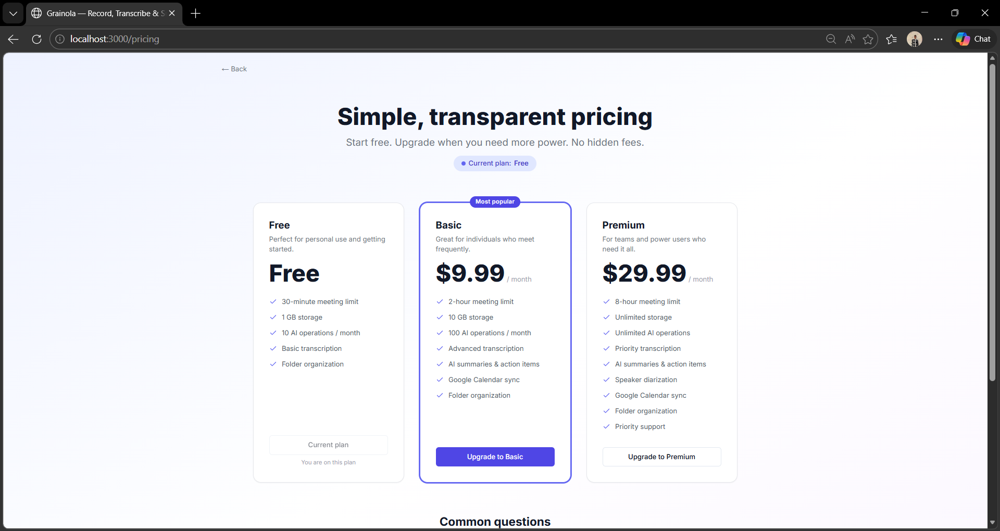 Grainola — Record, Transcribe & S
localhost:3000/pricing
Chat
← Back
Simple, transparent pricing
Start free. Upgrade when you need more power. No hidden fees.
Current plan: Free
Most popular
Free
Perfect for personal use and getting
started.
Free
30-minute meeting limit
1 GB storage
10 AI operations / month
Basic transcription
Folder organization
Current plan
You are on this plan
Basic
Great for individuals who meet
frequently.
$9.99 / month
2-hour meeting limit
10 GB storage
100 AI operations / month
Advanced transcription
AI summaries & action items
Google Calendar sync
Folder organization
Upgrade to Basic
Premium
For teams and power users who
need it all.
$29.99 / month
8-hour meeting limit
Unlimited storage
Unlimited AI operations
Priority transcription
AI summaries & action items
Speaker diarization
Google Calendar sync
Folder organization
Priority support
Upgrade to Premium
Common questions